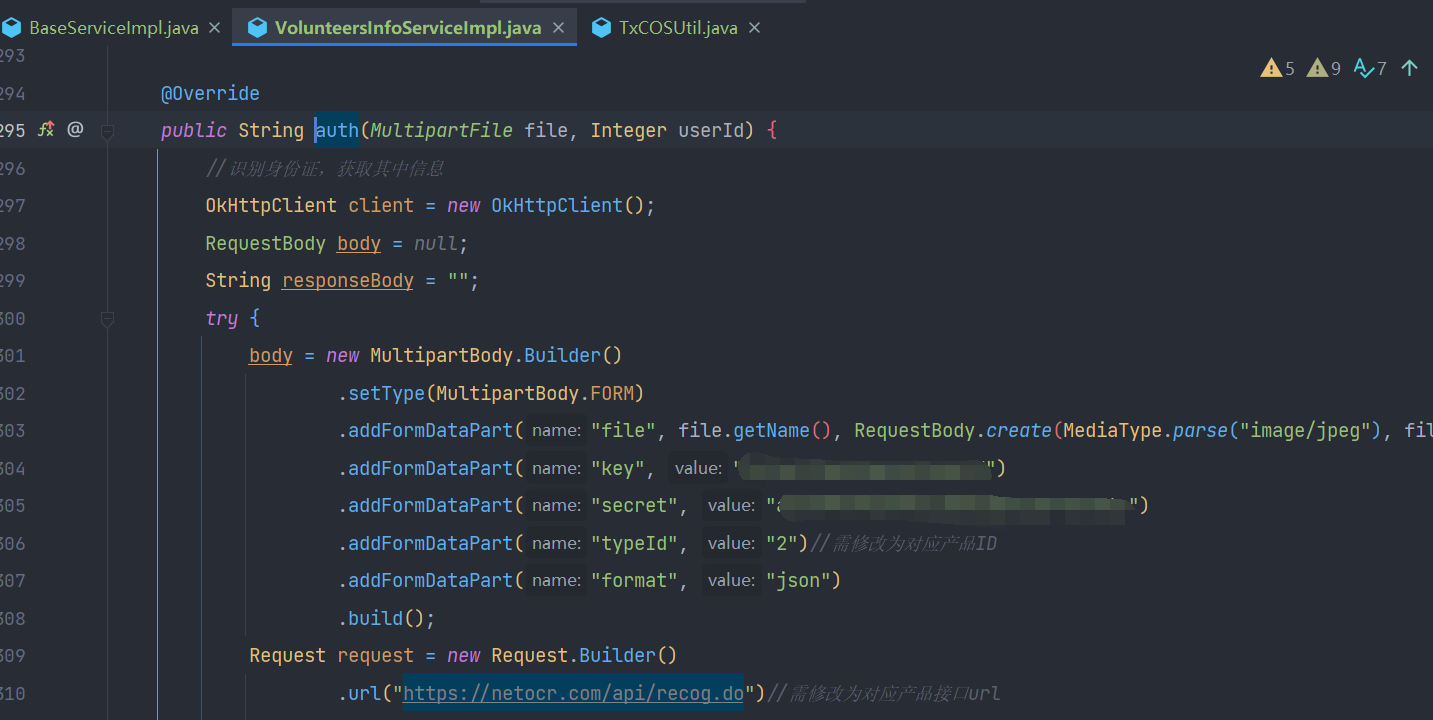 BaseServiceImpl.java VolunteersInfoServiceImpl.java TxCOSUtil.java
293
5 9 7
294 @Override
295 @ public String auth(MultipartFile file, Integer userId) {
296 //识别身份证，获取其中信息
297 OkHttpClient client = new OkHttpClient();
298 RequestBody body = null;
299 String responseBody = "";
300 try {
301 body = new MultipartBody.Builder()
302 .setType(MultipartBody.FORM)
303 .addFormDataPart( name: "file", file.getName(), RequestBody.create(MediaType.parse("image/jpeg"), fil
304 .addFormDataPart( name: "key", value: "")
305 .addFormDataPart( name: "secret", value: "")
306 .addFormDataPart( name: "typeId", value: "2")//需修改为对应产品ID
307 .addFormDataPart( name: "format", value: "json")
308 .build();
309 Request request = new Request.Builder()
310 .url("https://netocr.com/api/recog.do")//需修改为对应产品接口url